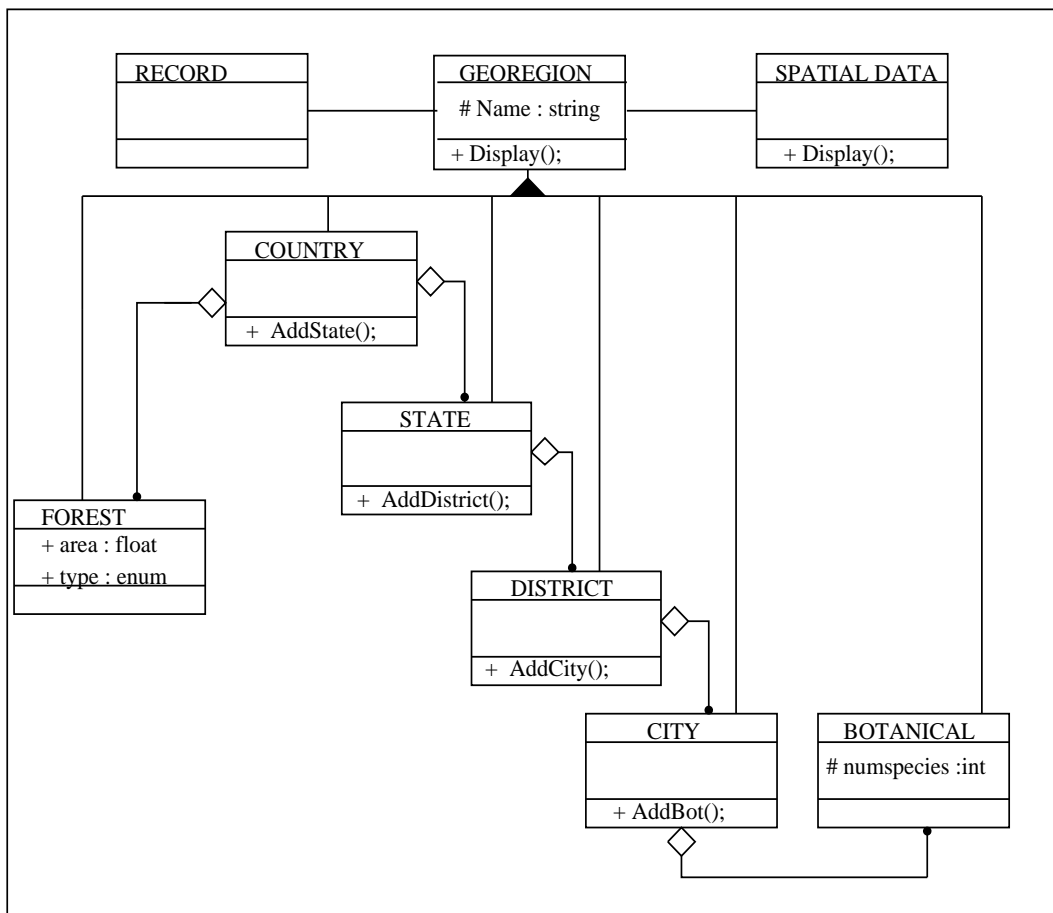 RECORD
GEOREGION
# Name : string
+ Display();
SPATIAL DATA
+ Display();
COUNTRY
+ AddState();
STATE
+ AddDistrict();
FOREST
+ area : float
+ type : enum
DISTRICT
+ AddCity();
CITY
+ AddBot();
BOTANICAL
# numspecies :int